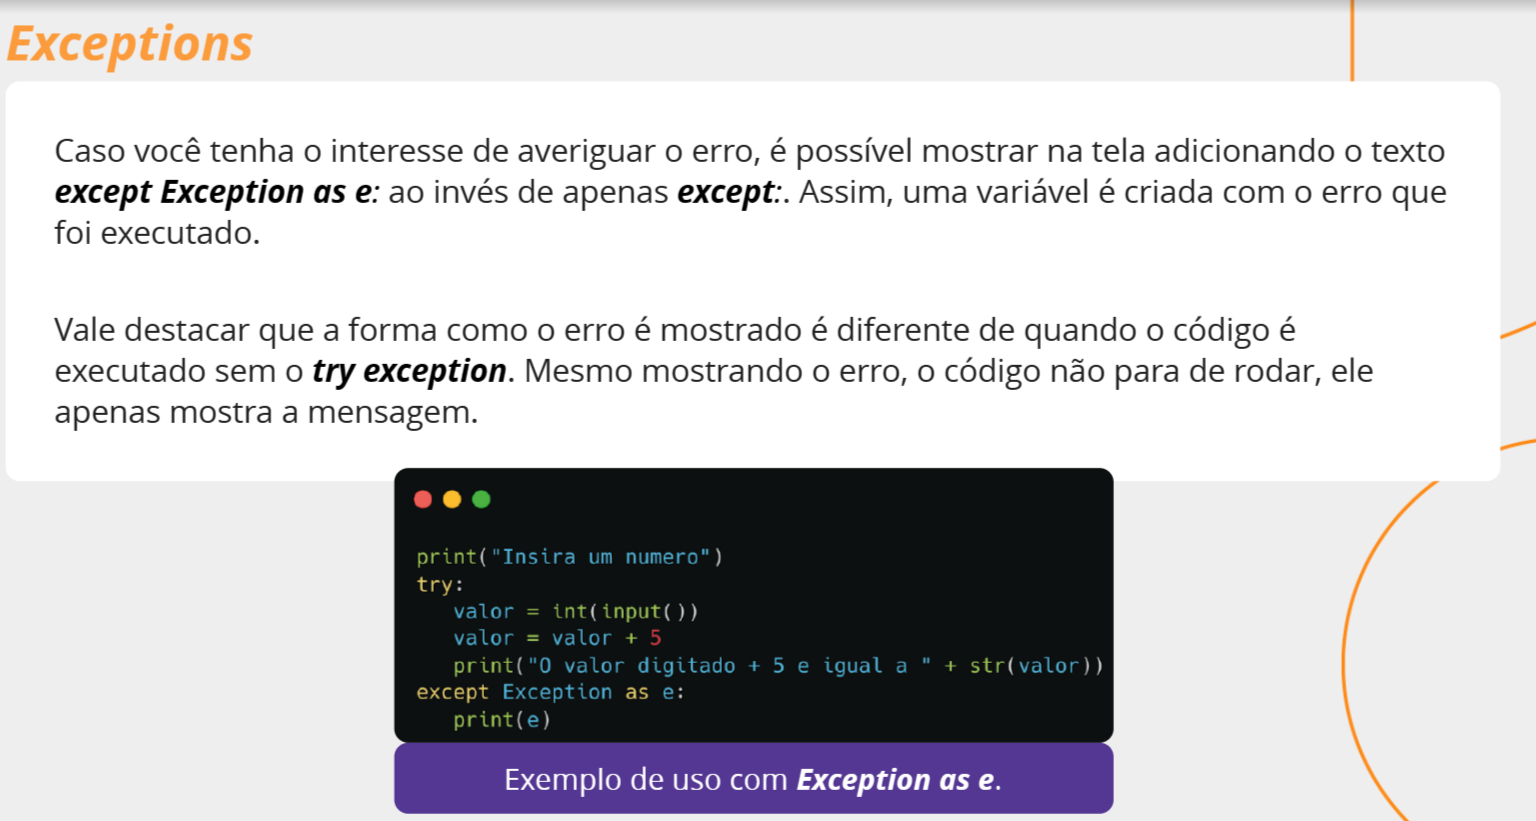 Exceptions
Caso você tenha o interesse de averiguar o erro, é possível mostrar na tela adicionando o texto
except Exception as e: ao invés de apenas except:. Assim, uma variável é criada com o erro que
foi executado.
Vale destacar que a forma como o erro é mostrado é diferente de quando o código é
executado sem o try exception. Mesmo mostrando o erro, o código não para de rodar, ele
apenas mostra a mensagem.
print("Insira um numero")
try:
   valor = int(input())
   valor = valor + 5
   print("O valor digitado + 5 e igual a " + str(valor))
except Exception as e:
   print(e)
Exemplo de uso com Exception as e.